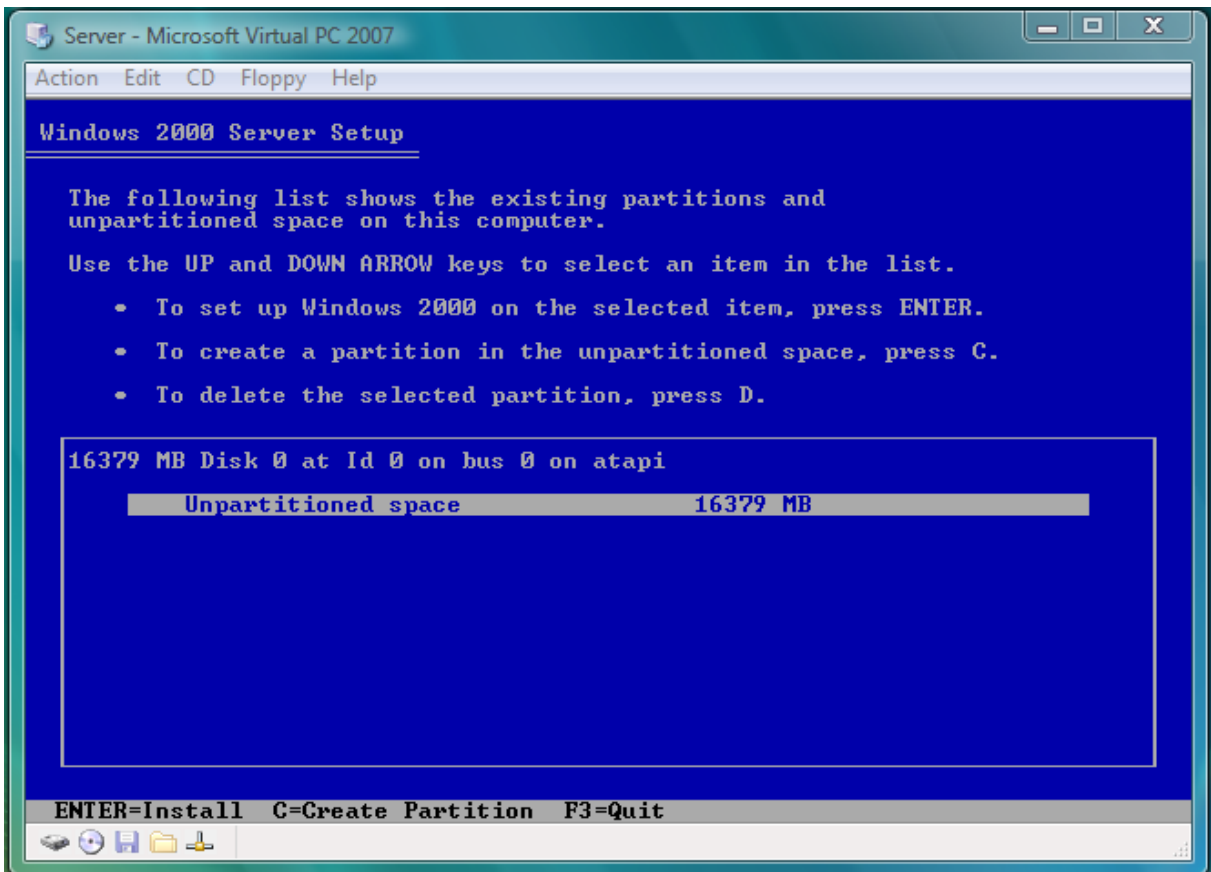 Server - Microsoft Virtual PC 2007
Action Edit CD Floppy Help
Windows 2000 Server Setup
The following list shows the existing partitions and
unpartitioned space on this computer.
Use the UP and DOWN ARROW keys to select an item in the list.
• To set up Windows 2000 on the selected item, press ENTER.
• To create a partition in the unpartitioned space, press C.
• To delete the selected partition, press D.
16379 MB Disk 0 at Id 0 on bus 0 on atapi
Unpartitioned space 16379 MB
ENTER=Install C=Create Partition F3=Quit